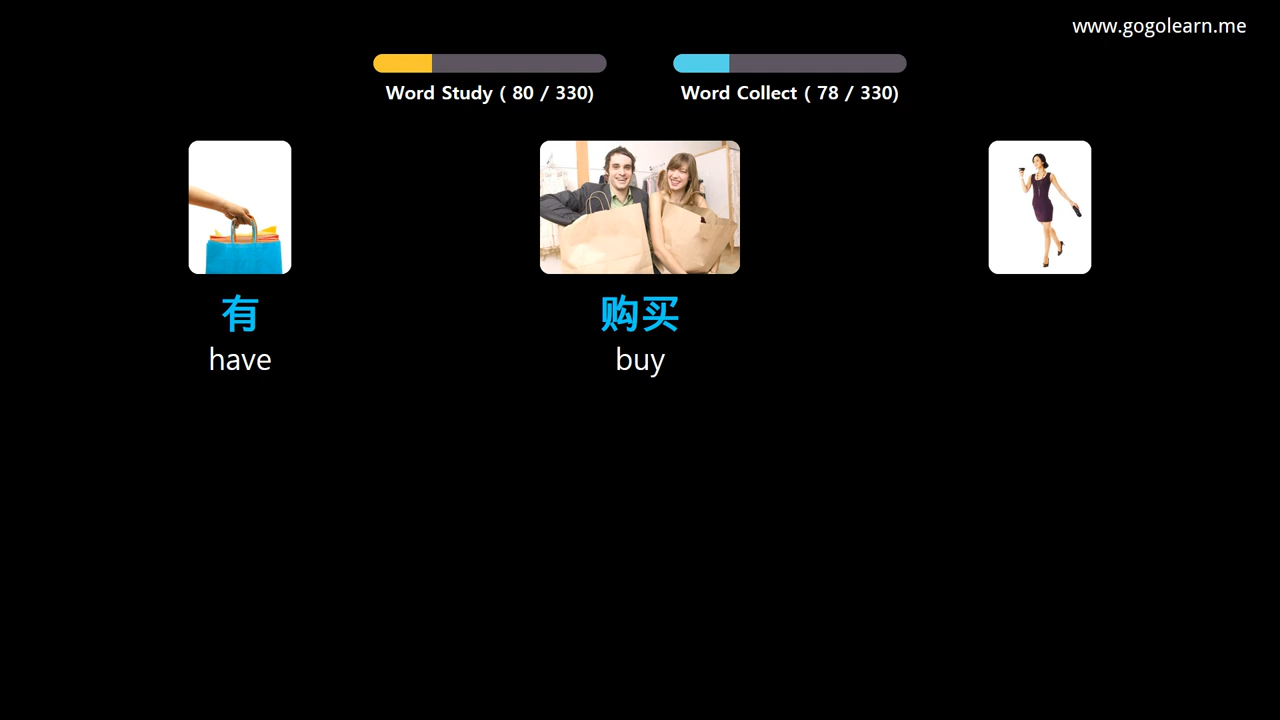 www.gogolearn.me
Word Study ( 80 / 330)
Word Collect ( 78 / 330)
有
购买
have
buy